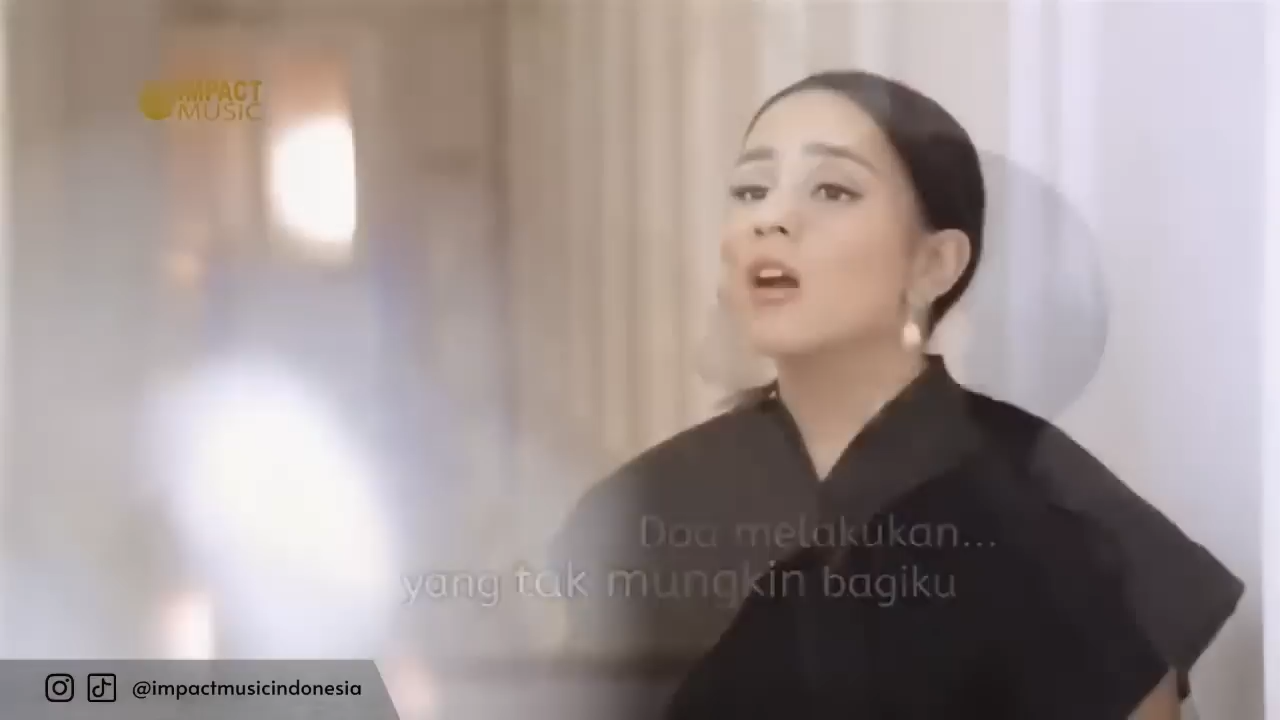 IMPACT
MUSIC
Doa melakukan...
yang tak mungkin bagiku
@impactmusicindonesia